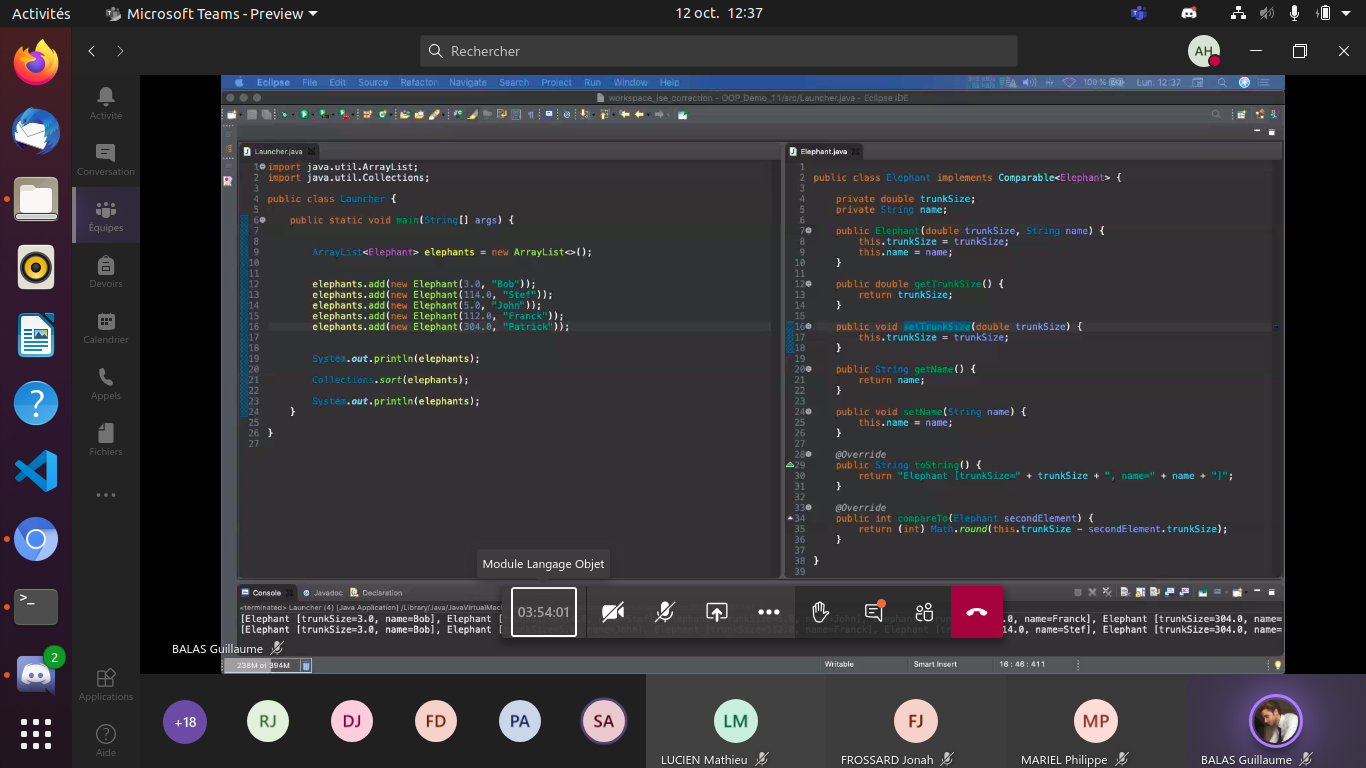 Activités
Microsoft Teams - Preview
12 oct. 12:37
Rechercher
AH
Activité
Conversation
Équipes
Devoirs
Calendrier
Appels
Fichiers
Applications
Aide
2
Eclipse File Edit Source Refactor Navigate Search Project Run Window Help
100 % Lun. 12:37
workspace_jse_correction - OOP_Demo_11/src/Launcher.java - Eclipse IDE
Launcher.java
1 import java.util.ArrayList;
2 import java.util.Collections;
3
4 public class Launcher {
5
6 public static void main(String[] args) {
7
8
9 ArrayList<Elephant> elephants = new ArrayList<>();
10
11
12 elephants.add(new Elephant(3.0, "Bob"));
13 elephants.add(new Elephant(114.0, "Stef"));
14 elephants.add(new Elephant(5.0, "John"));
15 elephants.add(new Elephant(112.0, "Franck"));
16 elephants.add(new Elephant(304.0, "Patrick"));
17
18
19 System.out.println(elephants);
20
21 Collections.sort(elephants);
22
23 System.out.println(elephants);
24 }
25
26 }
27
Elephant.java
1
2 public class Elephant implements Comparable<Elephant> {
3
4 private double trunkSize;
5 private String name;
6
7 public Elephant(double trunkSize, String name) {
8 this.trunkSize = trunkSize;
9 this.name = name;
10 }
11
12 public double getTrunkSize() {
13 return trunkSize;
14 }
15
16 public void setTrunkSize(double trunkSize) {
17 this.trunkSize = trunkSize;
18 }
19
20 public String getName() {
21 return name;
22 }
23
24 public void setName(String name) {
25 this.name = name;
26 }
27
28 @Override
29 public String toString() {
30 return "Elephant [trunkSize=" + trunkSize + ", name=" + name + "]";
31 }
32
33 @Override
34 public int compareTo(Elephant secondElement) {
35 return (int) Math.round(this.trunkSize - secondElement.trunkSize);
36 }
37
38 }
39
Module Langage Objet
03:54:01
Console Javadoc Declaration
<terminated> Launcher (4) [Java Application] /Library/Java/JavaVirtualMac
[Elephant [trunkSize=3.0, name=Bob], Elephant [ name=Franck], Elephant [trunkSize=304.0, name=
[Elephant [trunkSize=3.0, name=Bob], Elephant [ 14.0, name=Stef], Elephant [trunkSize=304.0, name=
BALAS Guillaume
238M of 394M
Writable
Smart Insert
16 : 46 : 411
+18
RJ
DJ
FD
PA
SA
LM
LUCIEN Mathieu
FJ
FROSSARD Jonah
MP
MARIEL Philippe
BALAS Guillaume